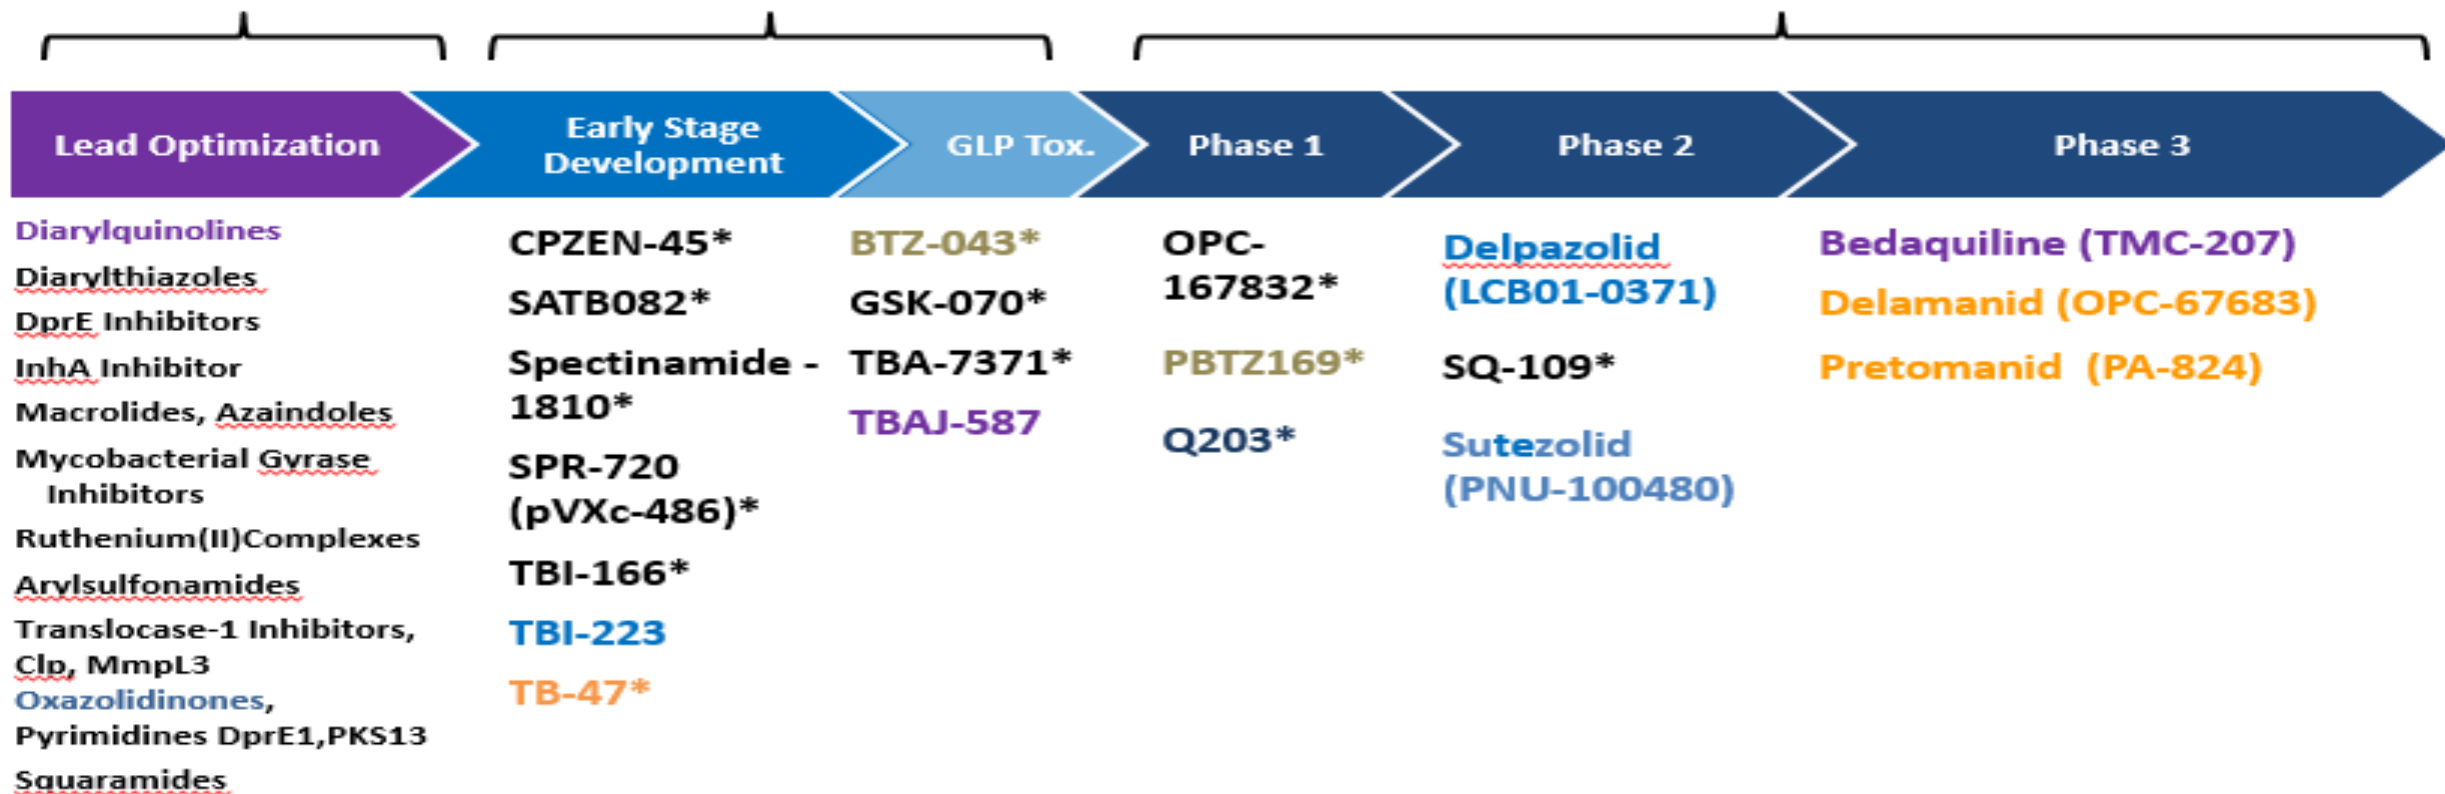 Lead Optimization
Early Stage
Development
GLP Tox.
Phase 1
Phase 2
Phase 3
Diarylquinolines
Diarylthiazoles
DprE Inhibitors
InhA Inhibitor
Macrolides, Azaindoles
Mycobacterial Gyrase
Inhibitors
Ruthenium(II)Complexes
Arylsulfonamides
Translocase-1 Inhibitors,
Clp, MmpL3
Oxazolidinones,
Pyrimidines DprE1,PKS13
Squaramides
CPZEN-45*
SATB082*
Spectinamide -
1810*
SPR-720
(pVXc-486)*
TBI-166*
TBI-223
TB-47*
BTZ-043*
GSK-070*
TBA-7371*
TBAJ-587
OPC-
167832*
PBTZ169*
Q203*
Delpazolid
(LCB01-0371)
SQ-109*
Sutezolid
(PNU-100480)
Bedaquiline (TMC-207)
Delamanid (OPC-67683)
Pretomanid (PA-824)